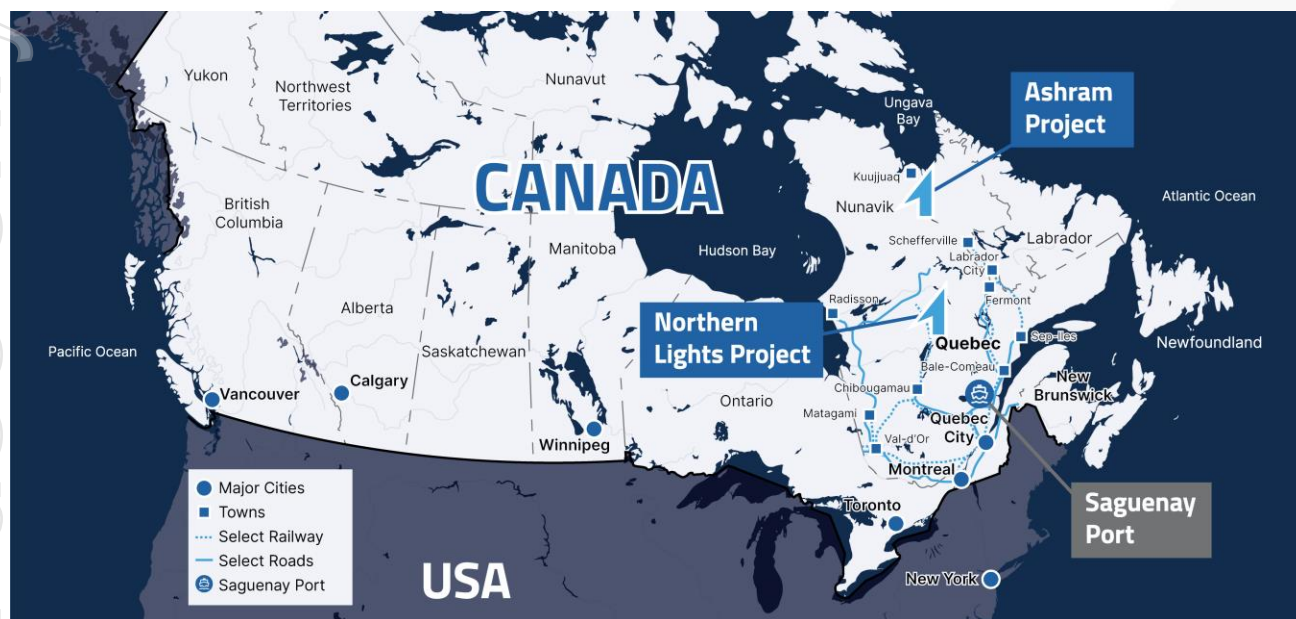 Yukon
Northwest
Territories
Nunavut
Ungava
Bay
Ashram
Project
CANADA
Kuujjuaq
Nunavik
Atlantic Ocean
British
Columbia
Manitoba
Hudson Bay
Schefferville
Labrador
Labrador
City
Alberta
Radisson
Fermont
Northern
Lights Project
Pacific Ocean
Saskatchewan
Quebec
Sep-Iles
Newfoundland
Bale-Comeau
Vancouver
Calgary
Chibougamau
New
Brunswick
Ontario
Matagami
Quebec
City
Winnipeg
Val-d'Or
Montreal
Major Cities
Towns
Select Railway
Select Roads
Saguenay Port
Toronto
Saguenay
Port
USA
New York